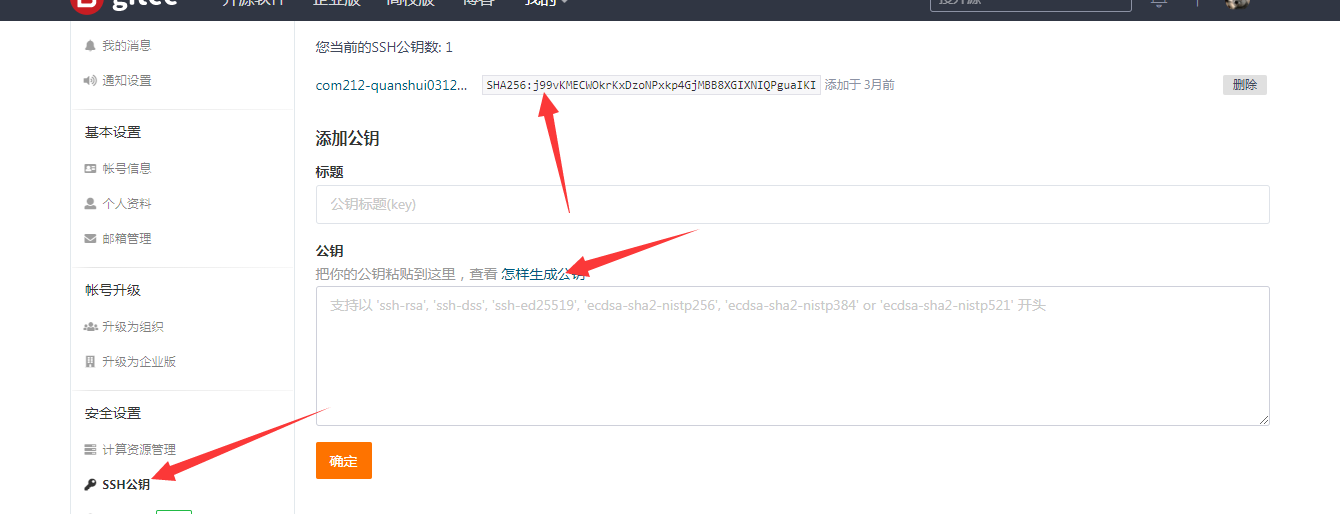 gitee 开源软件 企业版 高校版 博客 我的 搜开源
我的消息
通知设置
基本设置
帐号信息
个人资料
邮箱管理
帐号升级
升级为组织
升级为企业版
安全设置
计算资源管理
SSH公钥
您当前的SSH公钥数: 1
com212-quanshui0312... SHA256:j99vKMECWOkrKxDzoNPxkp4GjMBB8XGIXNIQPguaIKI 添加于 3月前 删除
添加公钥
标题
公钥标题(key)
公钥
把你的公钥粘贴到这里，查看 怎样生成公钥
支持以 'ssh-rsa', 'ssh-dss', 'ssh-ed25519', 'ecdsa-sha2-nistp256', 'ecdsa-sha2-nistp384' or 'ecdsa-sha2-nistp521' 开头
确定